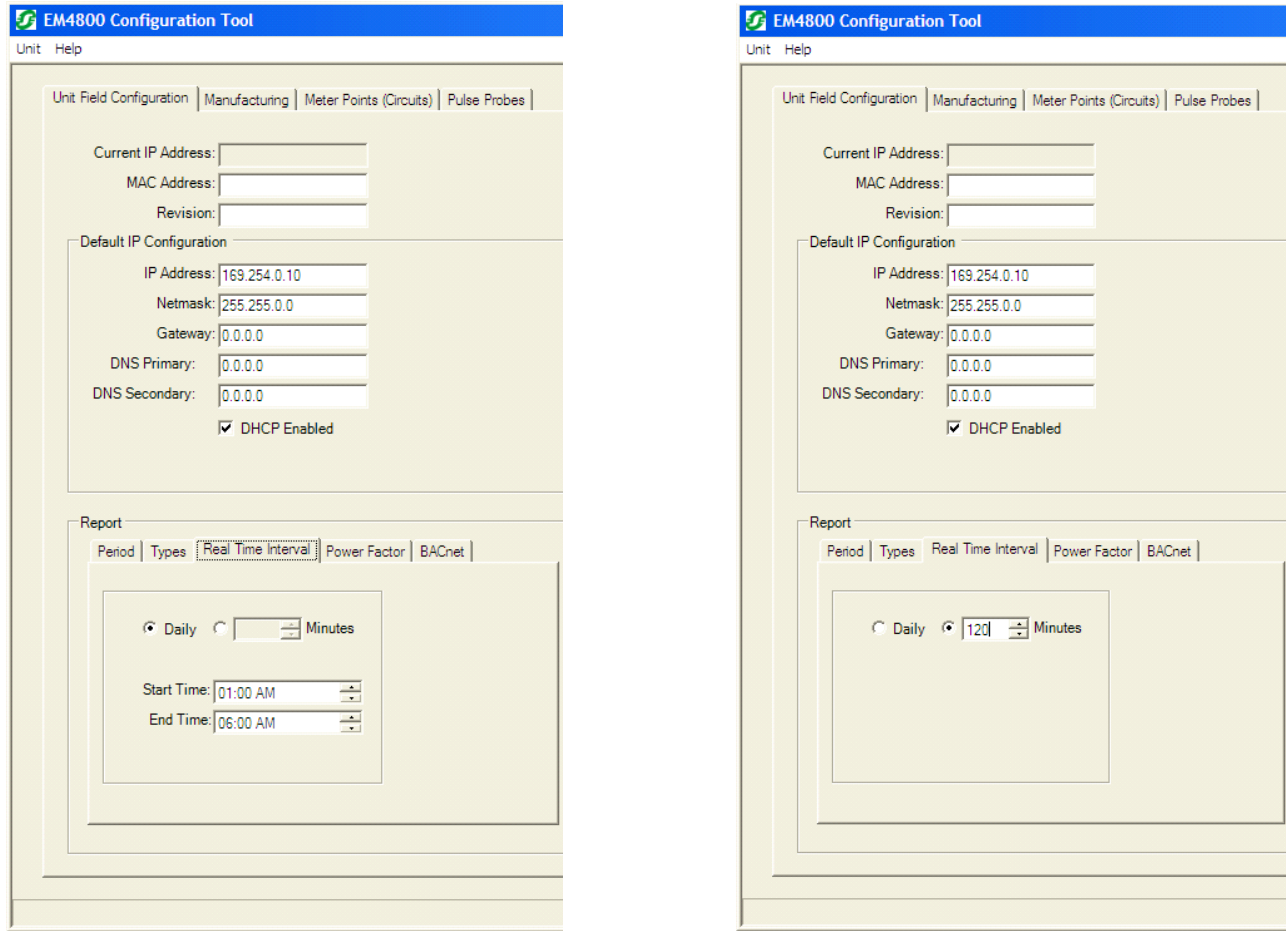 EM4800 Configuration Tool
Unit Help
Unit Field Configuration Manufacturing Meter Points (Circuits) Pulse Probes
Current IP Address:
MAC Address:
Revision:
Default IP Configuration
IP Address: 169.254.0.10
Netmask: 255.255.0.0
Gateway: 0.0.0.0
DNS Primary: 0.0.0.0
DNS Secondary: 0.0.0.0
DHCP Enabled
Report
Period Types Real Time Interval Power Factor BACnet
Daily Minutes
Start Time: 01:00 AM
End Time: 06:00 AM
EM4800 Configuration Tool
Unit Help
Unit Field Configuration Manufacturing Meter Points (Circuits) Pulse Probes
Current IP Address:
MAC Address:
Revision:
Default IP Configuration
IP Address: 169.254.0.10
Netmask: 255.255.0.0
Gateway: 0.0.0.0
DNS Primary: 0.0.0.0
DNS Secondary: 0.0.0.0
DHCP Enabled
Report
Period Types Real Time Interval Power Factor BACnet
Daily 120 Minutes